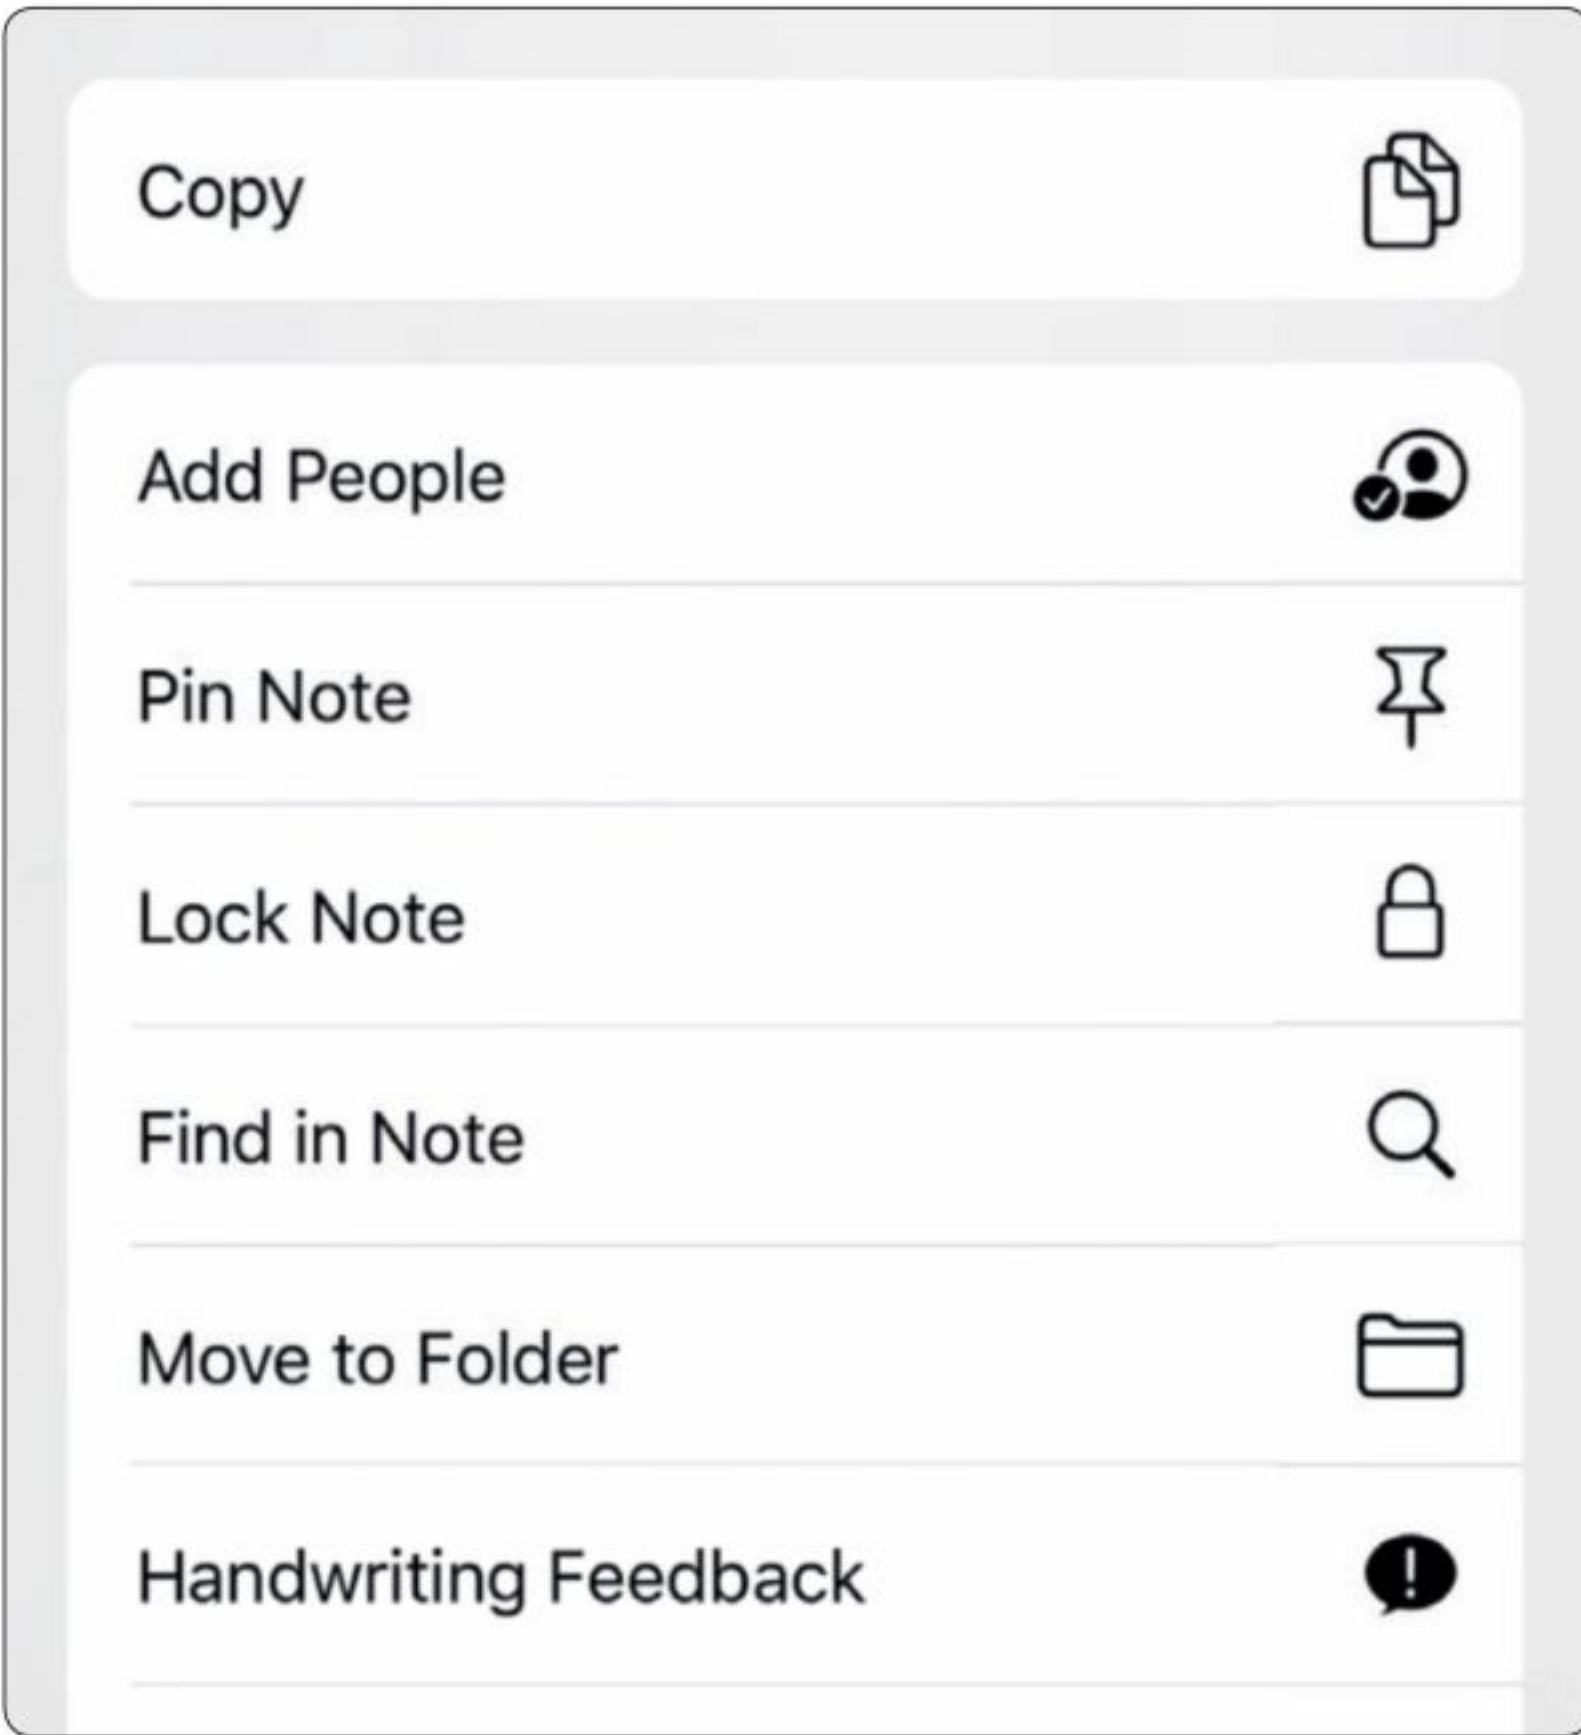 Copy
Add People
Pin Note
Lock Note
Find in Note
Move to Folder
Handwriting Feedback